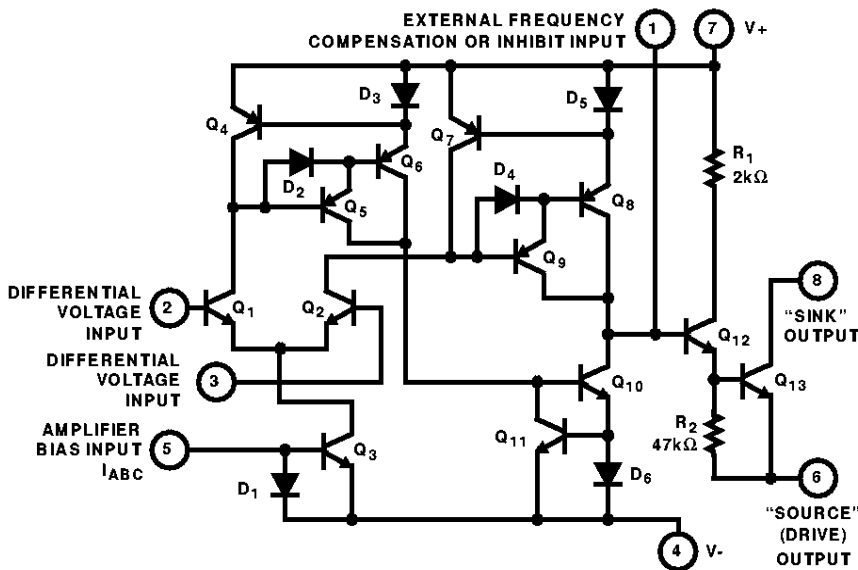 EXTERNAL FREQUENCY
COMPENSATION OR INHIBIT INPUT
1
7
V+
D3
D5
Q4
Q7
Q6
D4
R1
2kΩ
D2
Q5
Q8
Q9
DIFFERENTIAL
VOLTAGE
INPUT
2
Q1
Q2
8
"SINK"
OUTPUT
Q12
DIFFERENTIAL
VOLTAGE
INPUT
3
Q10
Q13
AMPLIFIER
BIAS INPUT
IABC
5
Q3
Q11
R2
47kΩ
D1
D6
6
"SOURCE"
(DRIVE)
OUTPUT
4
V-